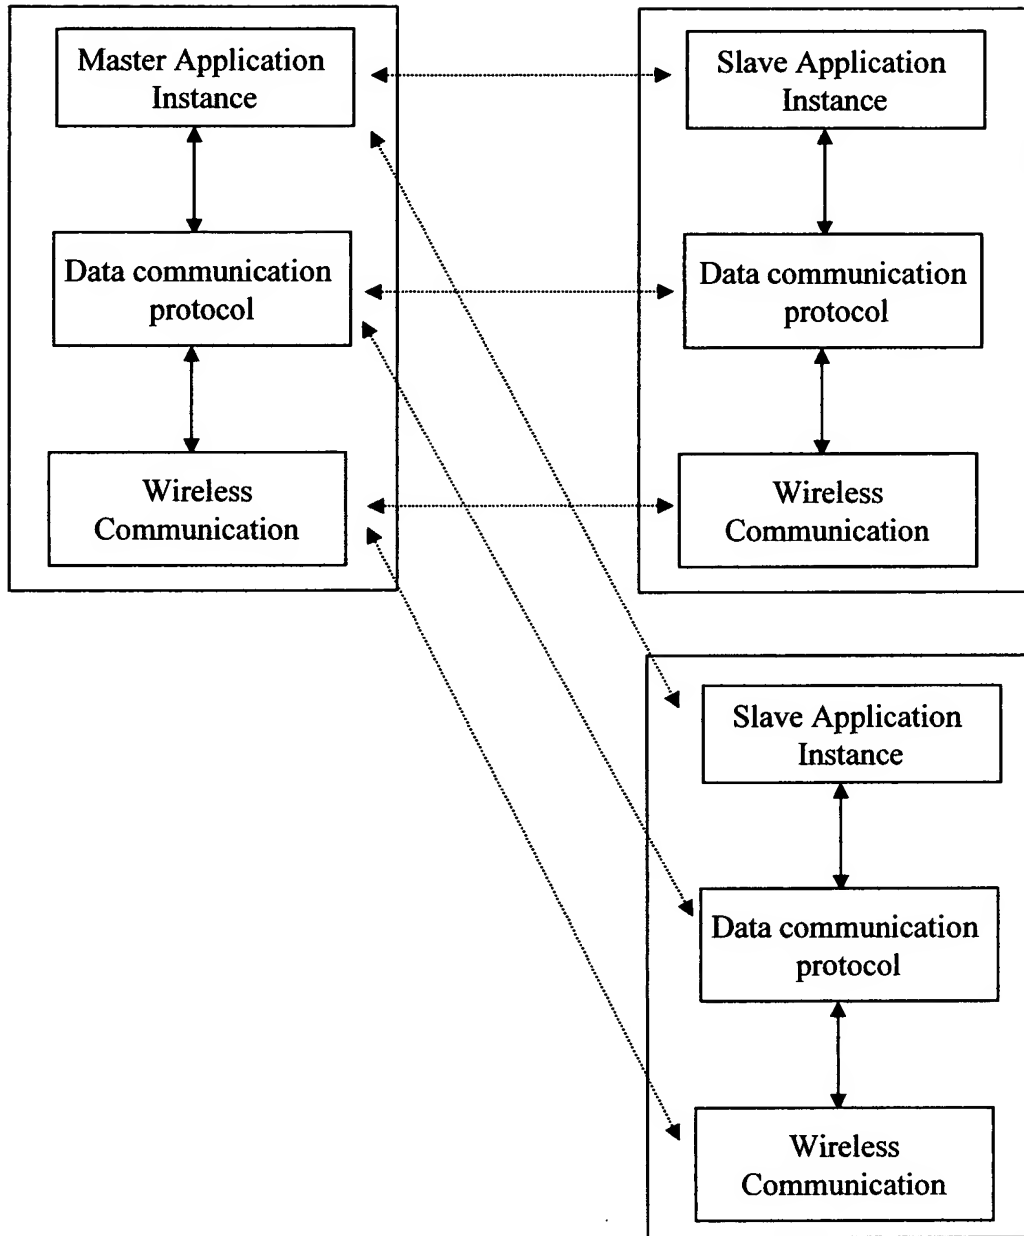 Master Application
Instance
Data communication
protocol
Wireless
Communication
Slave Application
Instance
Data communication
protocol
Wireless
Communication
Slave Application
Instance
Data communication
protocol
Wireless
Communication